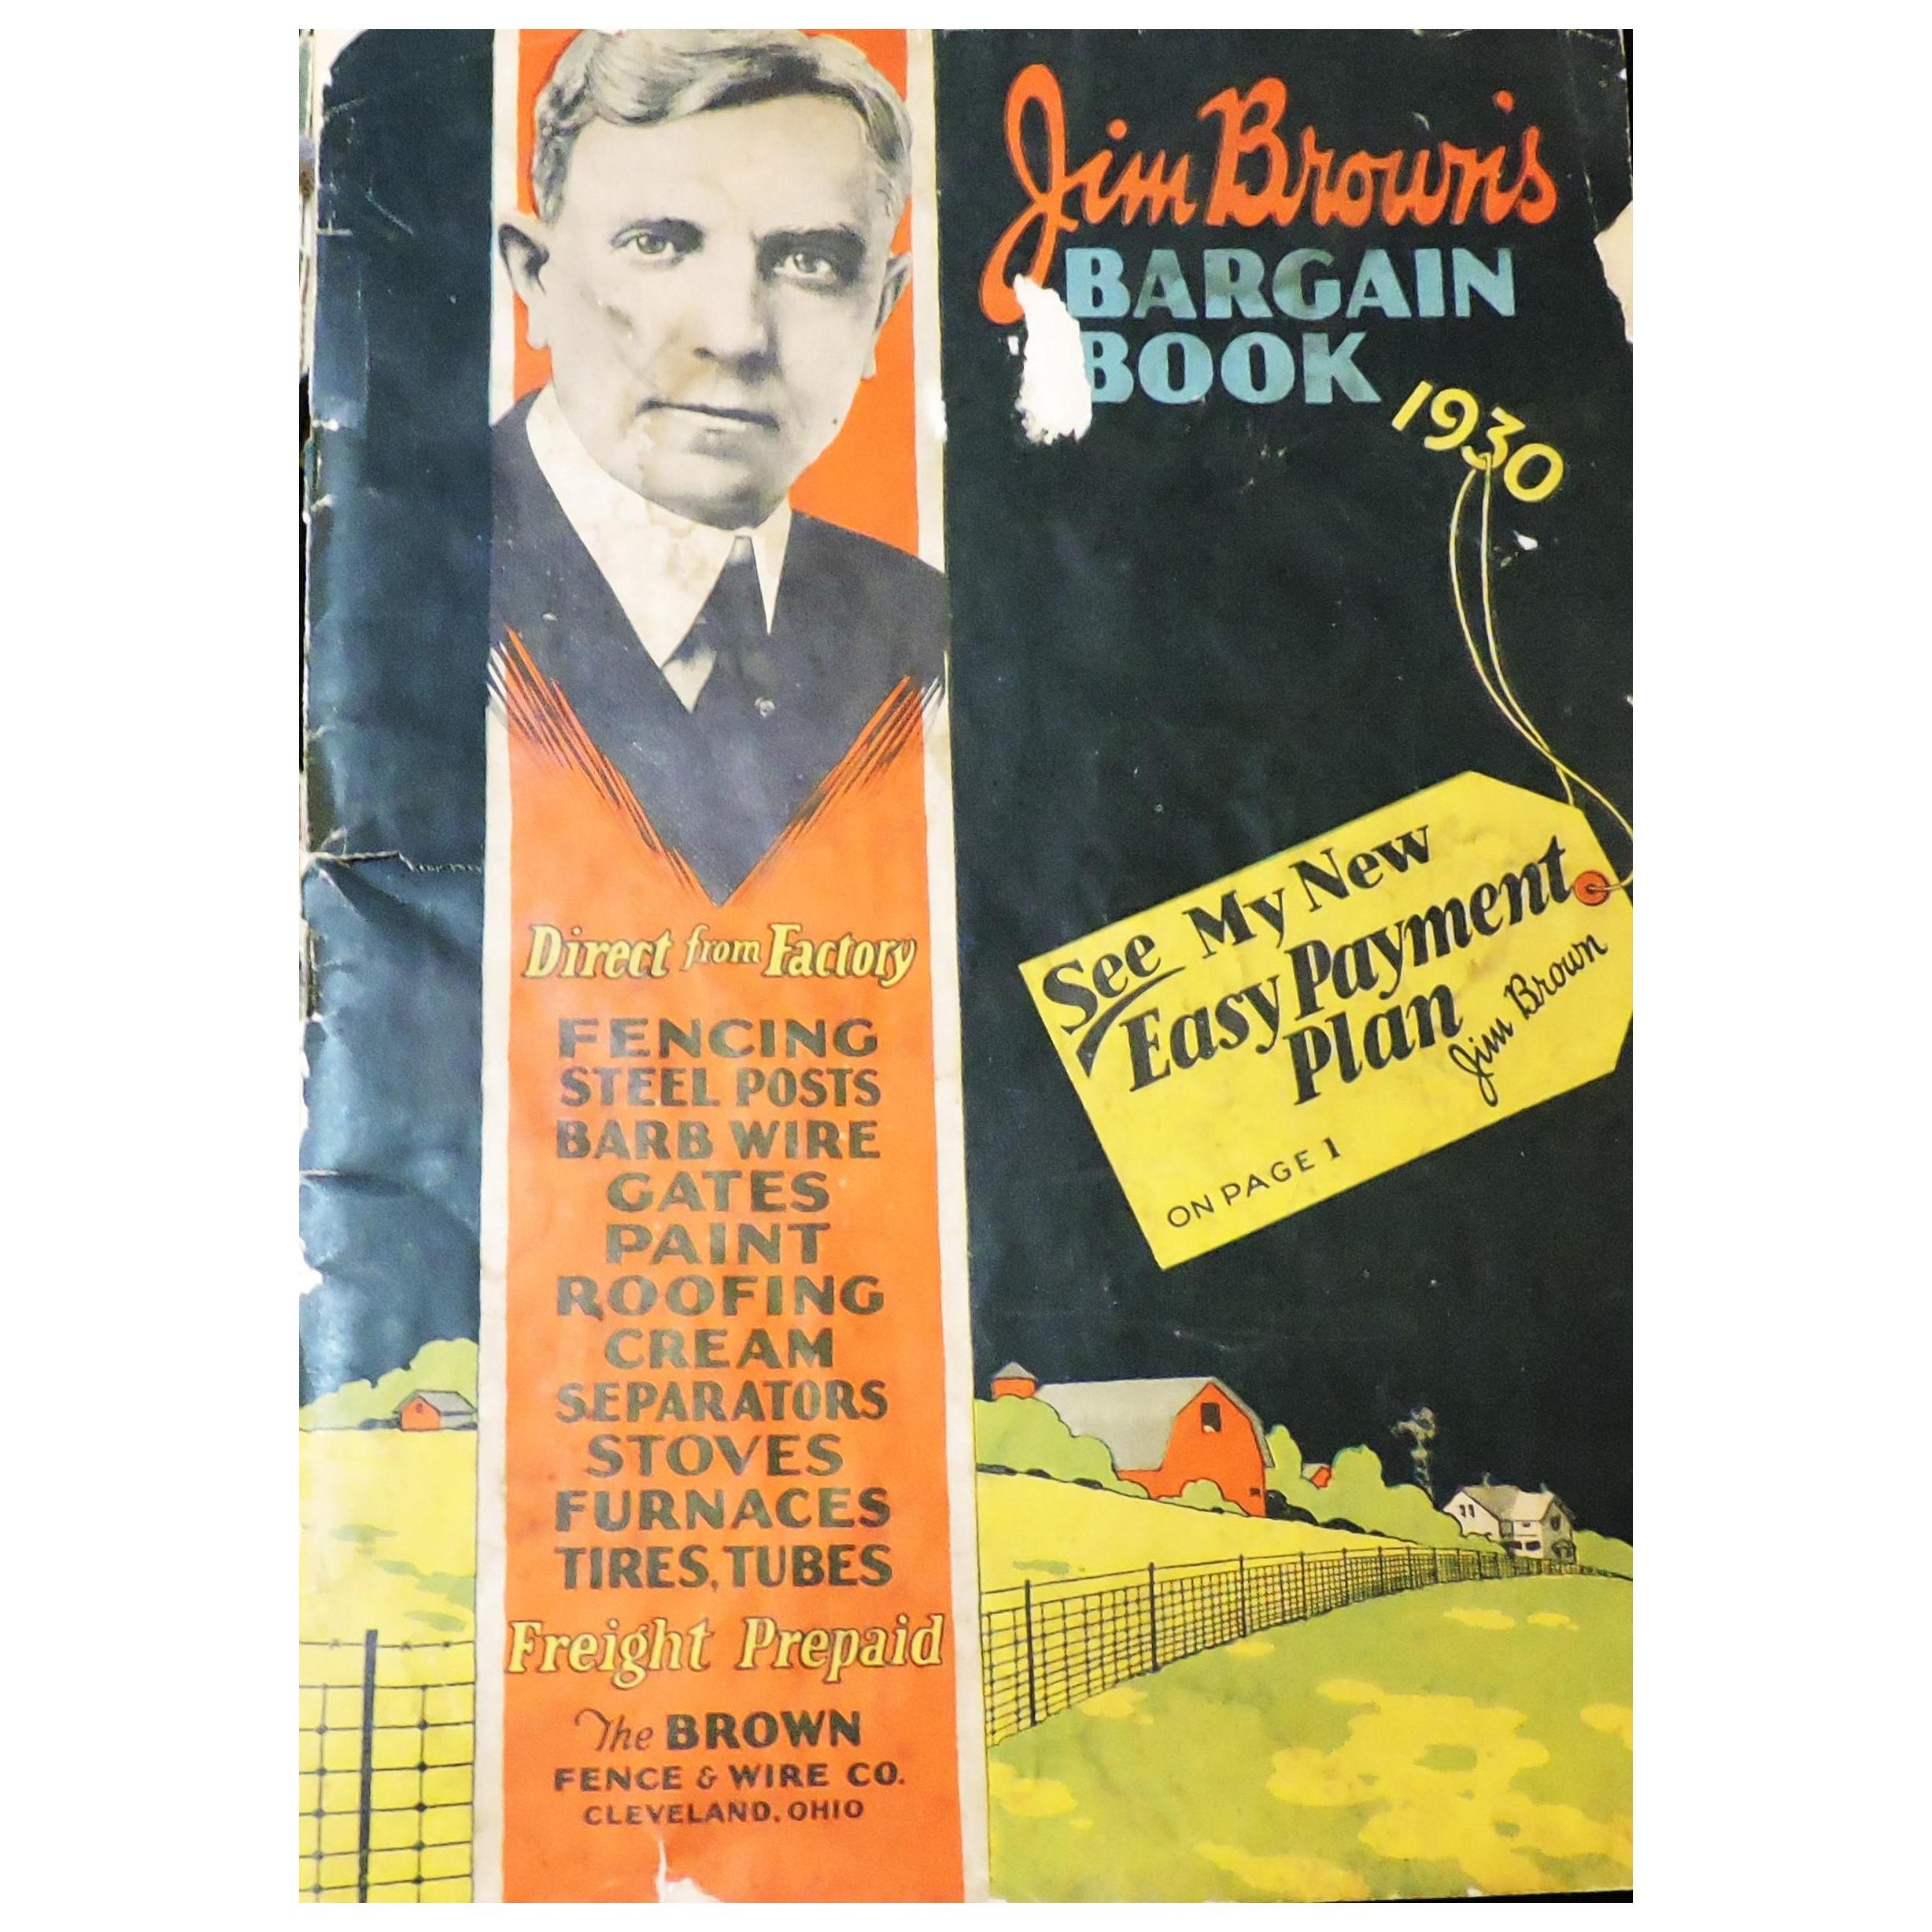 Jim Brown's
BARGAIN
BOOK
1930
See My New
Easy Payment
Plan
Jim Brown
ON PAGE 1
Direct from Factory
FENCING
STEEL POSTS
BARB WIRE
GATES
PAINT
ROOFING
CREAM
SEPARATORS
STOVES
FURNACES
TIRES, TUBES
Freight Prepaid
The BROWN
FENCE & WIRE CO.
CLEVELAND, OHIO